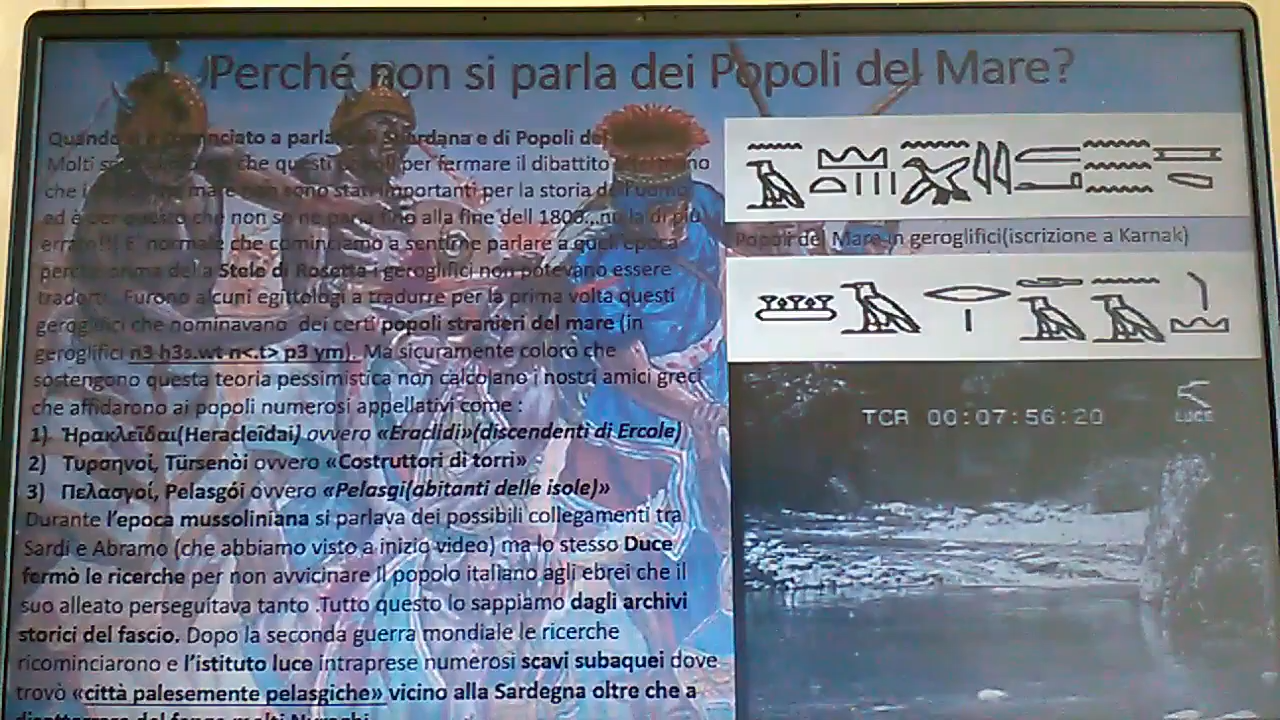 Perché non si parla dei Popoli del Mare?
Quando si è cominciato a parlare di Shardana e di Popoli del
Molti che questi popoli per fermare il dibattito
che i mare non sono stati importanti per la storia dell'uomo
ed è per questo che non se ne parla fino alla fine dell 1800...nulla di più
errato!!! E' normale che cominciamo a sentirne parlare a quell'epoca
perché prima della Stele di Rosetta i geroglifici non potevano essere
tradotti. Furono alcuni egittologi a tradurre per la prima volta questi
geroglifici che nominavano dei certi popoli stranieri del mare (in
geroglifici n3 h3s.wt n<.t> p3 ym). Ma sicuramente coloro che
sostengono questa teoria pessimistica non calcolano i nostri amici greci
che affidarono ai popoli numerosi appellativi come :
1) Ἡρακλεῖδαι(Heracleîdai) ovvero «Eraclidi»(discendenti di Ercole)
2) Τυρσηνοί, Türsenòi ovvero «Costruttori di torri»
3) Πελασγοί, Pelasgói ovvero «Pelasgi(abitanti delle isole)»
Durante l'epoca mussoliniana si parlava dei possibili collegamenti tra
Sardi e Abramo (che abbiamo visto a inizio video) ma lo stesso Duce
fermò le ricerche per non avvicinare il popolo italiano agli ebrei che il
suo alleato perseguitava tanto .Tutto questo lo sappiamo dagli archivi
storici del fascio. Dopo la seconda guerra mondiale le ricerche
ricominciarono e l'istituto luce intraprese numerosi scavi subaquei dove
trovò «città palesemente pelasgiche» vicino alla Sardegna oltre che a
dissotterrare dal fango molti Nuraghi
Popoli del Mare in geroglifici(iscrizione a Karnak)
TCR 00:07:56:20
LUCE